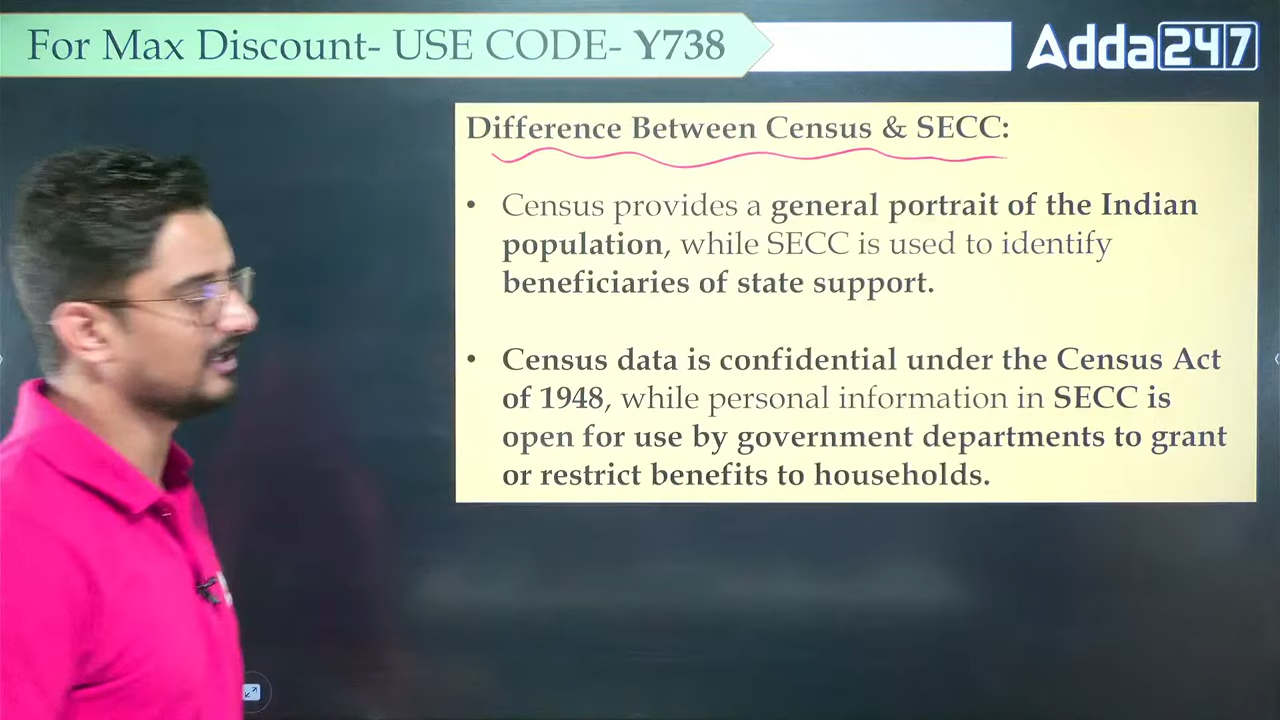 For Max Discount- USE CODE- Y738
Adda247
Difference Between Census & SECC:
• Census provides a general portrait of the Indian
population, while SECC is used to identify
beneficiaries of state support.
• Census data is confidential under the Census Act
of 1948, while personal information in SECC is
open for use by government departments to grant
or restrict benefits to households.